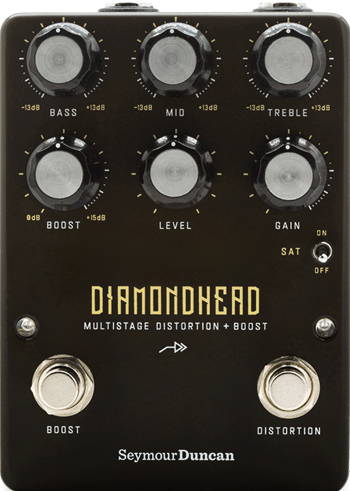 -13dB +13dB -13dB +13dB -13dB +13dB
BASS MID TREBLE
0dB +15dB
BOOST LEVEL GAIN
ON
SAT
OFF
DIAMONDHEAD
MULTISTAGE DISTORTION + BOOST
BOOST DISTORTION
SeymourDuncan